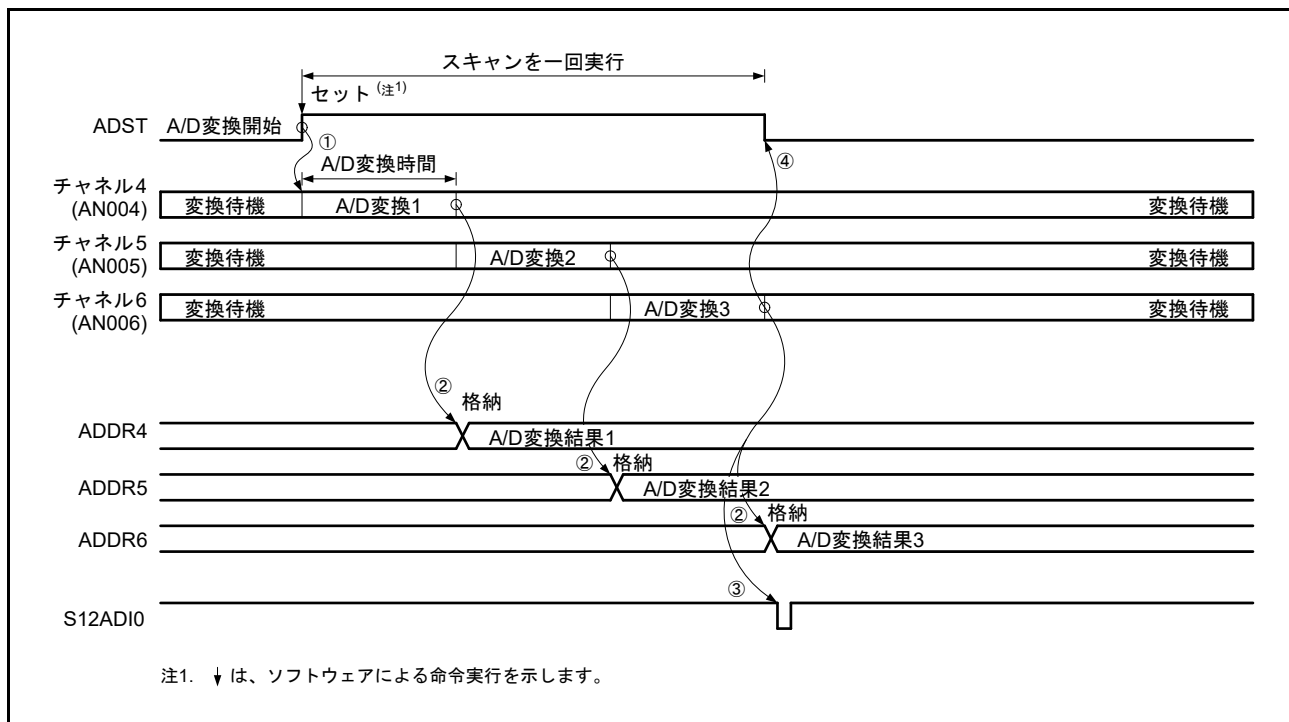 スキャンを一回実行
セット (注1)
ADST A/D変換開始
①
④
A/D変換時間
チャネル4
(AN004)
変換待機 A/D変換1 変換待機
チャネル5
(AN005)
変換待機 A/D変換2 変換待機
チャネル6
(AN006)
変換待機 A/D変換3 変換待機
② 格納
ADDR4 A/D変換結果1
② 格納
ADDR5 A/D変換結果2
② 格納
ADDR6 A/D変換結果3
③
S12ADI0
注1. ↓ は、ソフトウェアによる命令実行を示します。